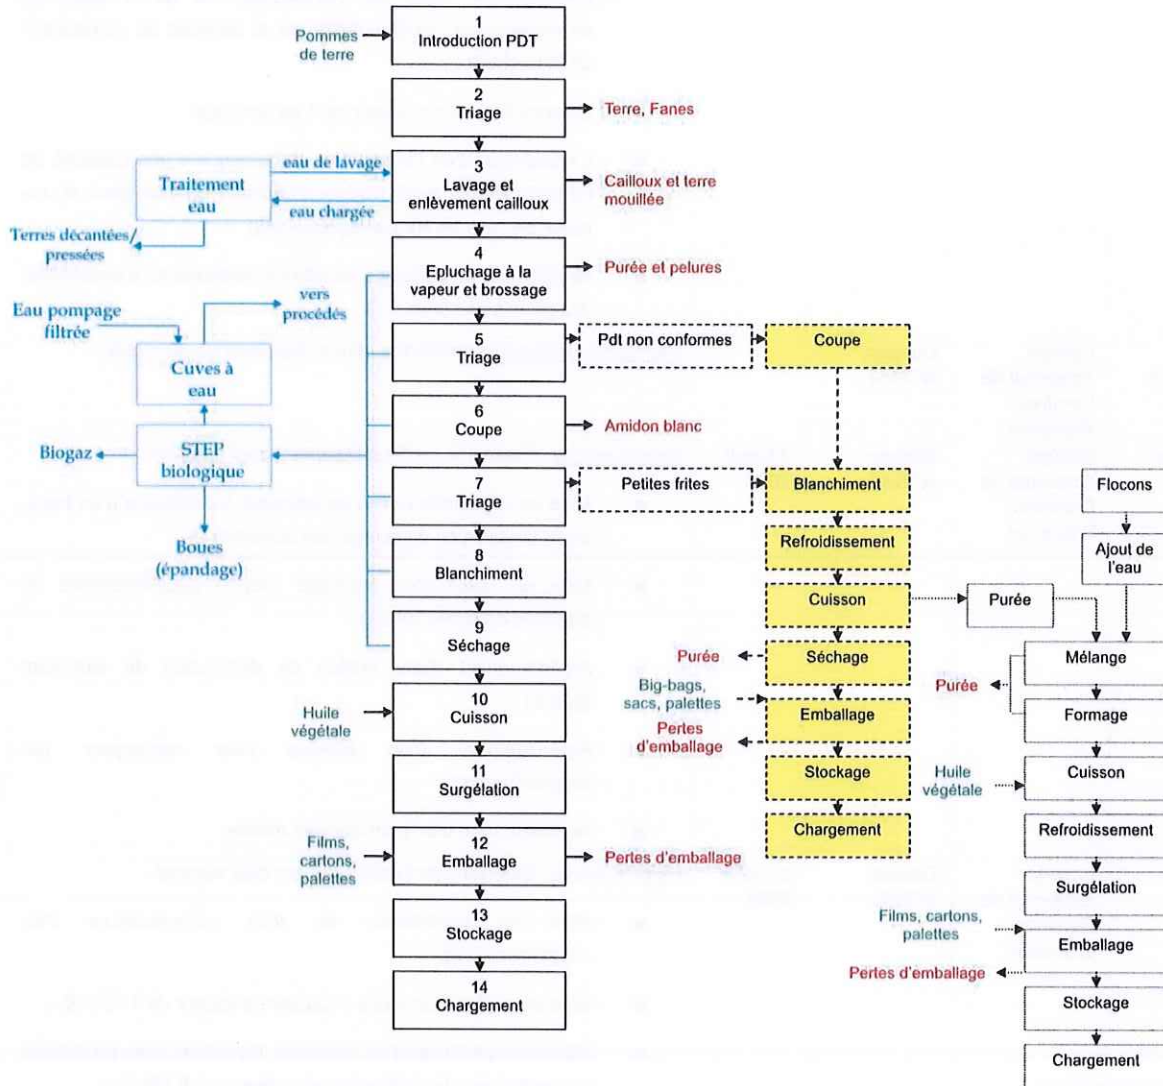 1
Introduction PDT
Pommes
de terre
2
Triage
Terre, Fanes
eau de lavage
3
Lavage et
enlèvement cailloux
Cailloux et terre
mouillée
Traitement
eau
eau chargée
Terres décantées/
pressées
4
Epluchage à la
vapeur et brossage
Purée et pelures
Eau pompage
filtrée
vers
procédés
5
Triage
Pdt non conformes
Coupe
Cuves à
eau
6
Coupe
Amidon blanc
Biogaz
STEP
biologique
7
Triage
Petites frites
Blanchiment
Flocons
Boues
(épandage)
8
Blanchiment
Refroidissement
Ajout de
l'eau
Cuisson
Purée
9
Séchage
Purée
Séchage
Mélange
Purée
10
Cuisson
Huile
végétale
Big-bags,
sacs, palettes
Emballage
Pertes
d'emballage
Formage
11
Surgélation
Stockage
Huile
végétale
Cuisson
Chargement
Refroidissement
12
Emballage
Films,
cartons,
palettes
Pertes d'emballage
Surgélation
13
Stockage
Films, cartons,
palettes
Emballage
Pertes d'emballage
14
Chargement
Stockage
Chargement